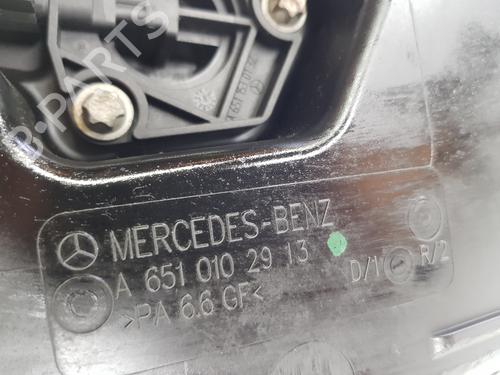 B-PARTS
MERCEDES-BENZ
A 651 010 29 13
D/1 R/2
>PA 6.6 GF<